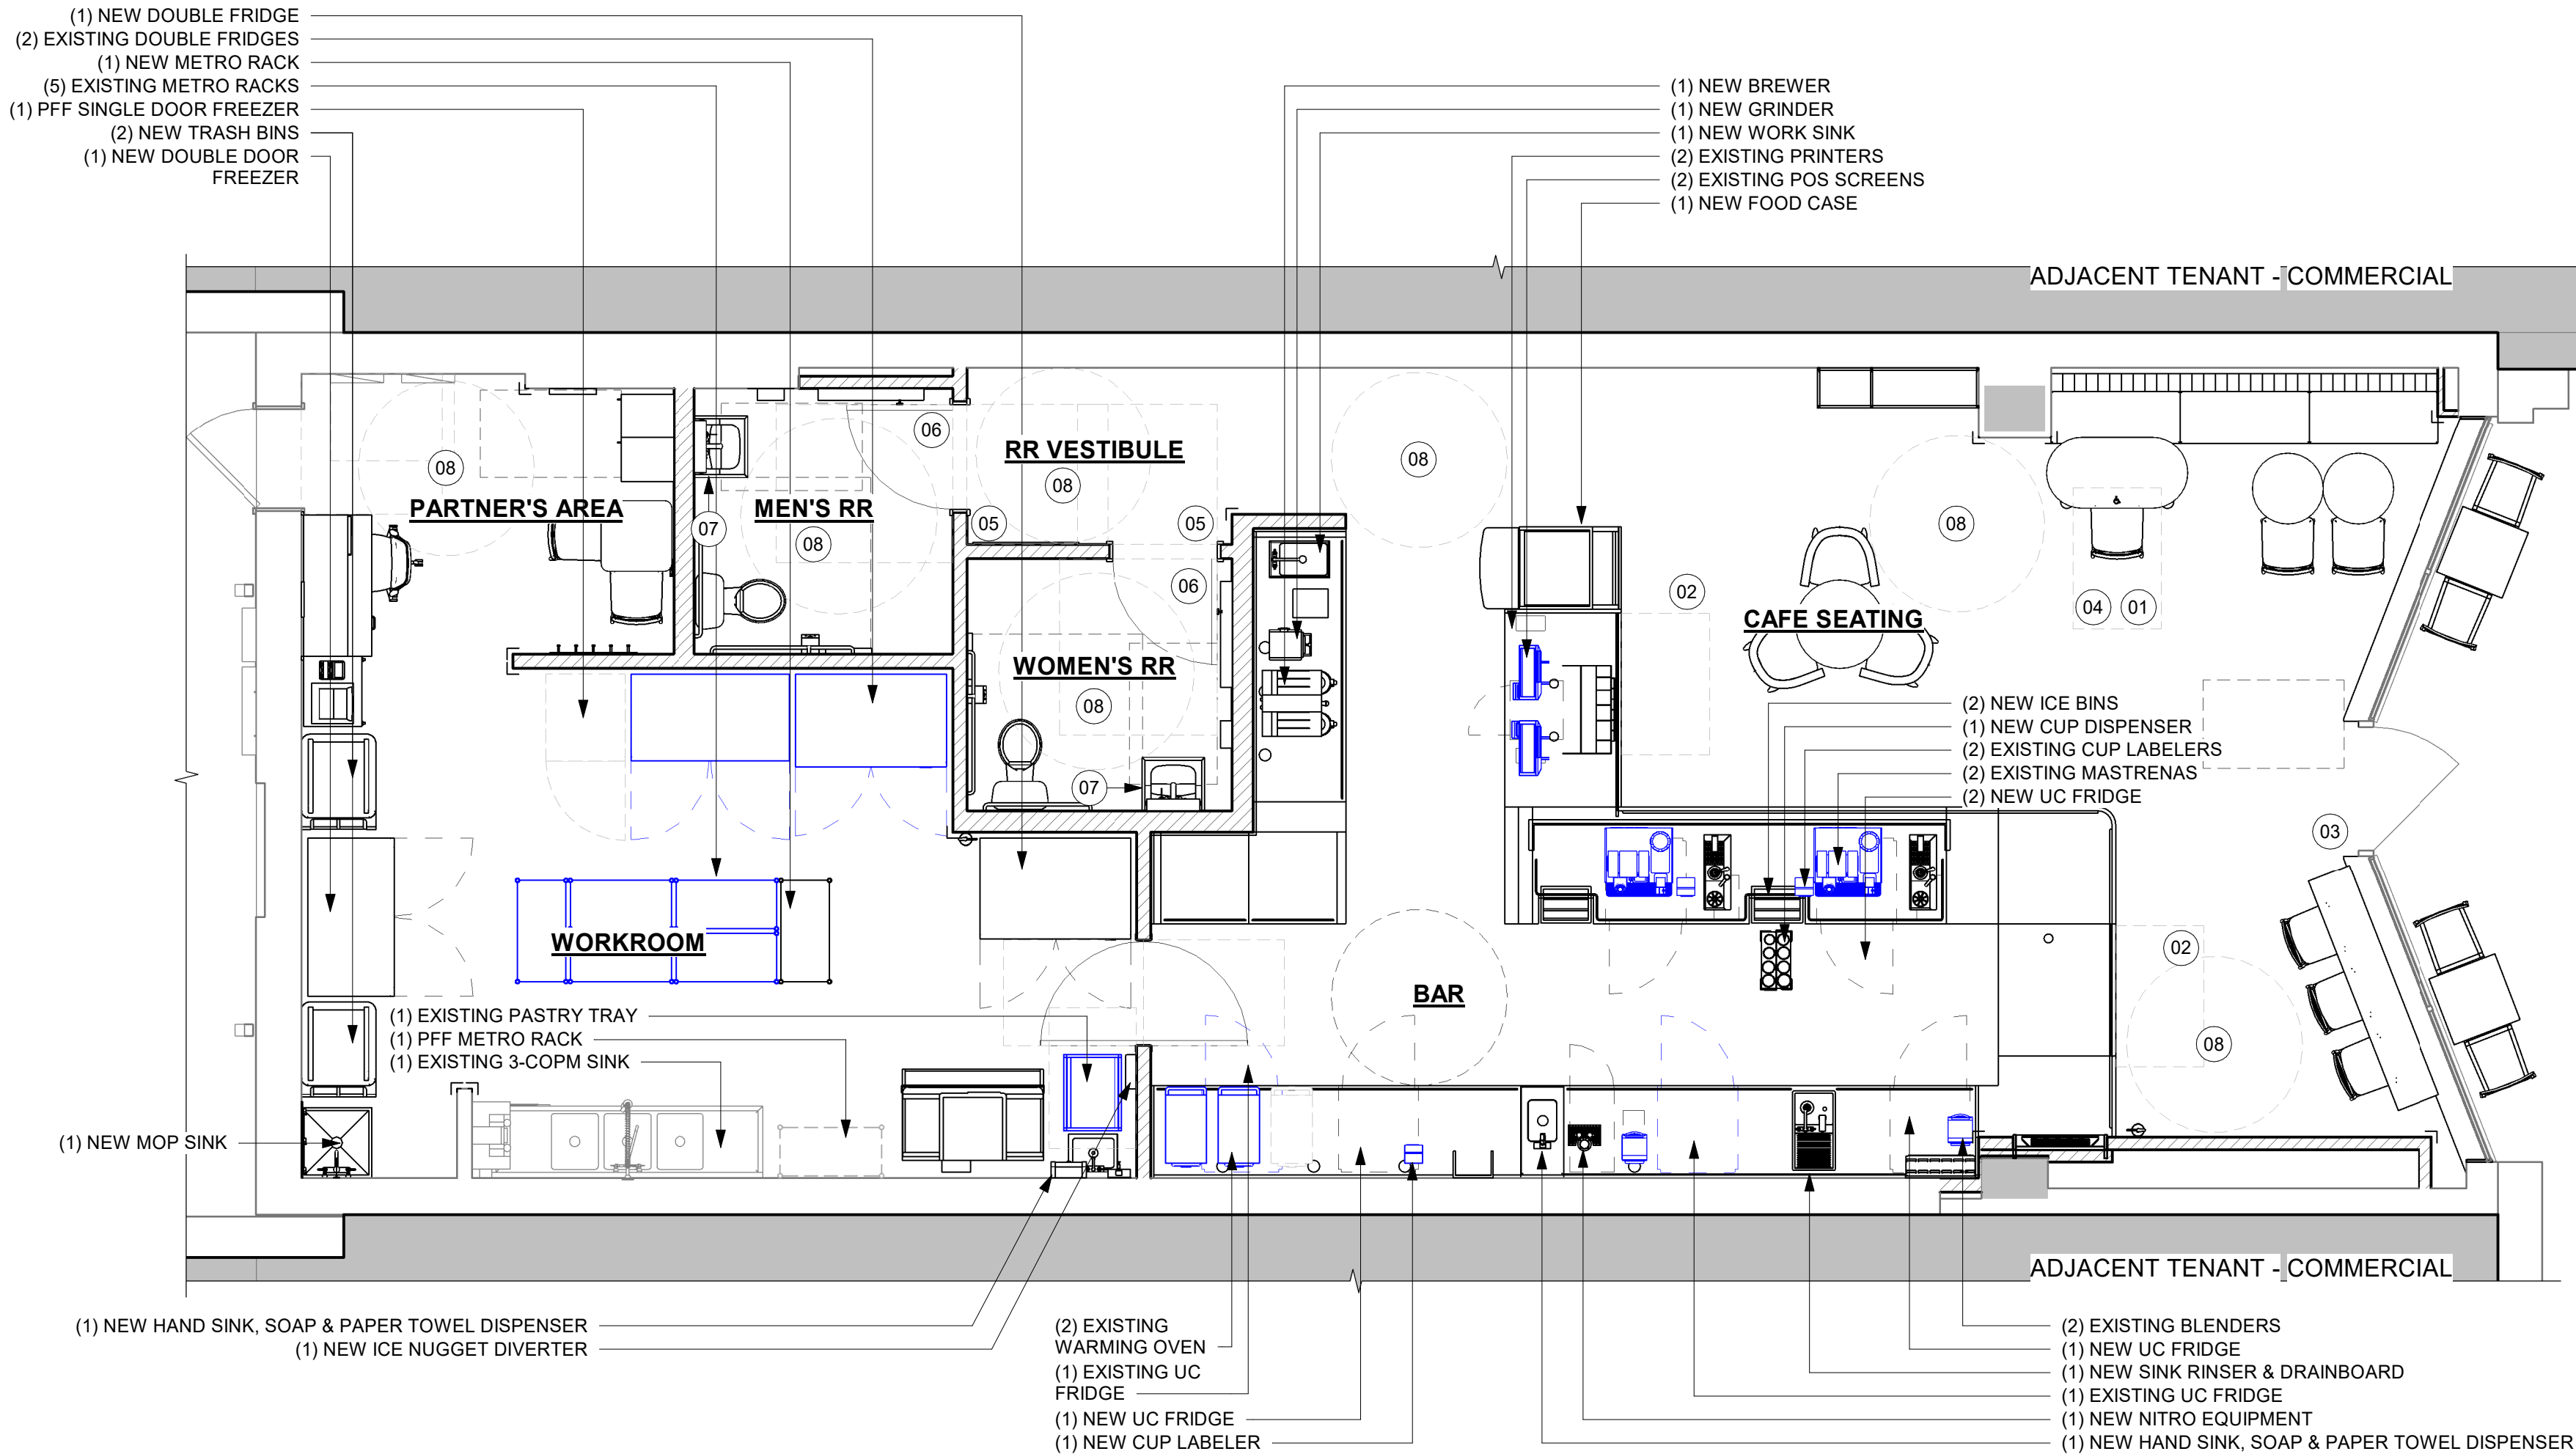 (1) NEW DOUBLE FRIDGE
(2) EXISTING DOUBLE FRIDGES
(1) NEW METRO RACK
(5) EXISTING METRO RACKS
(1) PFF SINGLE DOOR FREEZER
(2) NEW TRASH BINS
(1) NEW DOUBLE DOOR
FREEZER
(1) NEW BREWER
(1) NEW GRINDER
(1) NEW WORK SINK
(2) EXISTING PRINTERS
(2) EXISTING POS SCREENS
(1) NEW FOOD CASE
ADJACENT TENANT - COMMERCIAL
06
RR VESTIBULE
08
08
08
PARTNER'S AREA
07
MEN'S RR
08
05
05
08
06
02
CAFE SEATING
04
01
WOMEN'S RR
08
07
(2) NEW ICE BINS
(1) NEW CUP DISPENSER
(2) EXISTING CUP LABELERS
(2) EXISTING MASTRENAS
(2) NEW UC FRIDGE
03
WORKROOM
02
BAR
08
(1) EXISTING PASTRY TRAY
(1) PFF METRO RACK
(1) EXISTING 3-COPM SINK
(1) NEW MOP SINK
ADJACENT TENANT - COMMERCIAL
(1) NEW HAND SINK, SOAP & PAPER TOWEL DISPENSER
(1) NEW ICE NUGGET DIVERTER
(2) EXISTING
WARMING OVEN
(1) EXISTING UC
FRIDGE
(1) NEW UC FRIDGE
(1) NEW CUP LABELER
(2) EXISTING BLENDERS
(1) NEW UC FRIDGE
(1) NEW SINK RINSER & DRAINBOARD
(1) EXISTING UC FRIDGE
(1) NEW NITRO EQUIPMENT
(1) NEW HAND SINK, SOAP & PAPER TOWEL DISPENSER